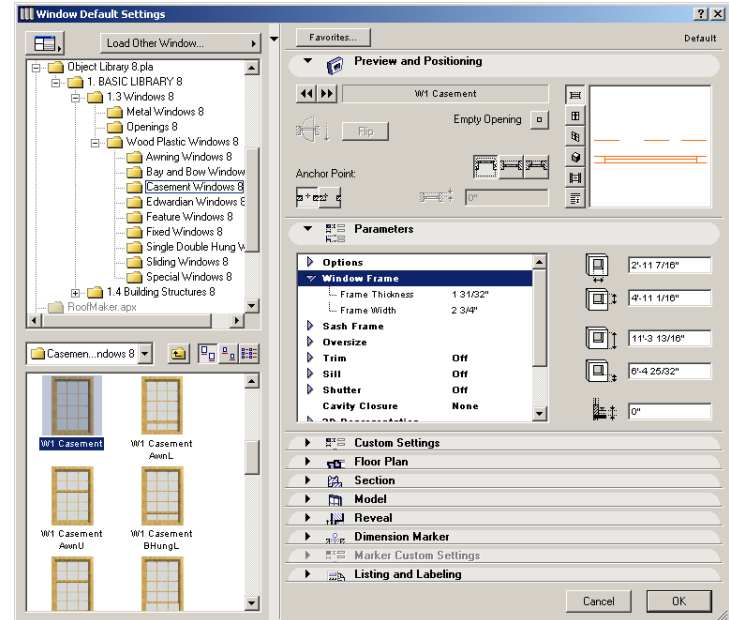 Window Default Settings
Load Other Window...
Object Library 8.pla
1. BASIC LIBRARY 8
1.3 Windows 8
Metal Windows 8
Openings 8
Wood Plastic Windows 8
Awning Windows 8
Bay and Bow Window
Casement Windows 8
Edwardian Windows 8
Feature Windows 8
Fixed Windows 8
Single Double Hung W
Sliding Windows 8
Special Windows 8
1.4 Building Structures 8
RoofMaker.apx
Casemen...ndows 8
W1 Casement
W1 Casement
AwnL
W1 Casement
AwnU
W1 Casement
BHungL
Favorites...
Default
Preview and Positioning
W1 Casement
Flip
Empty Opening
Anchor Point:
0"
Parameters
Options
Window Frame
Frame Thickness 1 31/32"
Frame Width 2 3/4"
Sash Frame
Oversize
Trim Off
Sill Off
Shutter Off
Cavity Closure None
2D Representation
2'-11 7/16"
4'-11 1/16"
11'-3 13/16"
6'-4 25/32"
0"
Custom Settings
Floor Plan
Section
Model
Reveal
Dimension Marker
Marker Custom Settings
Listing and Labeling
Cancel
OK